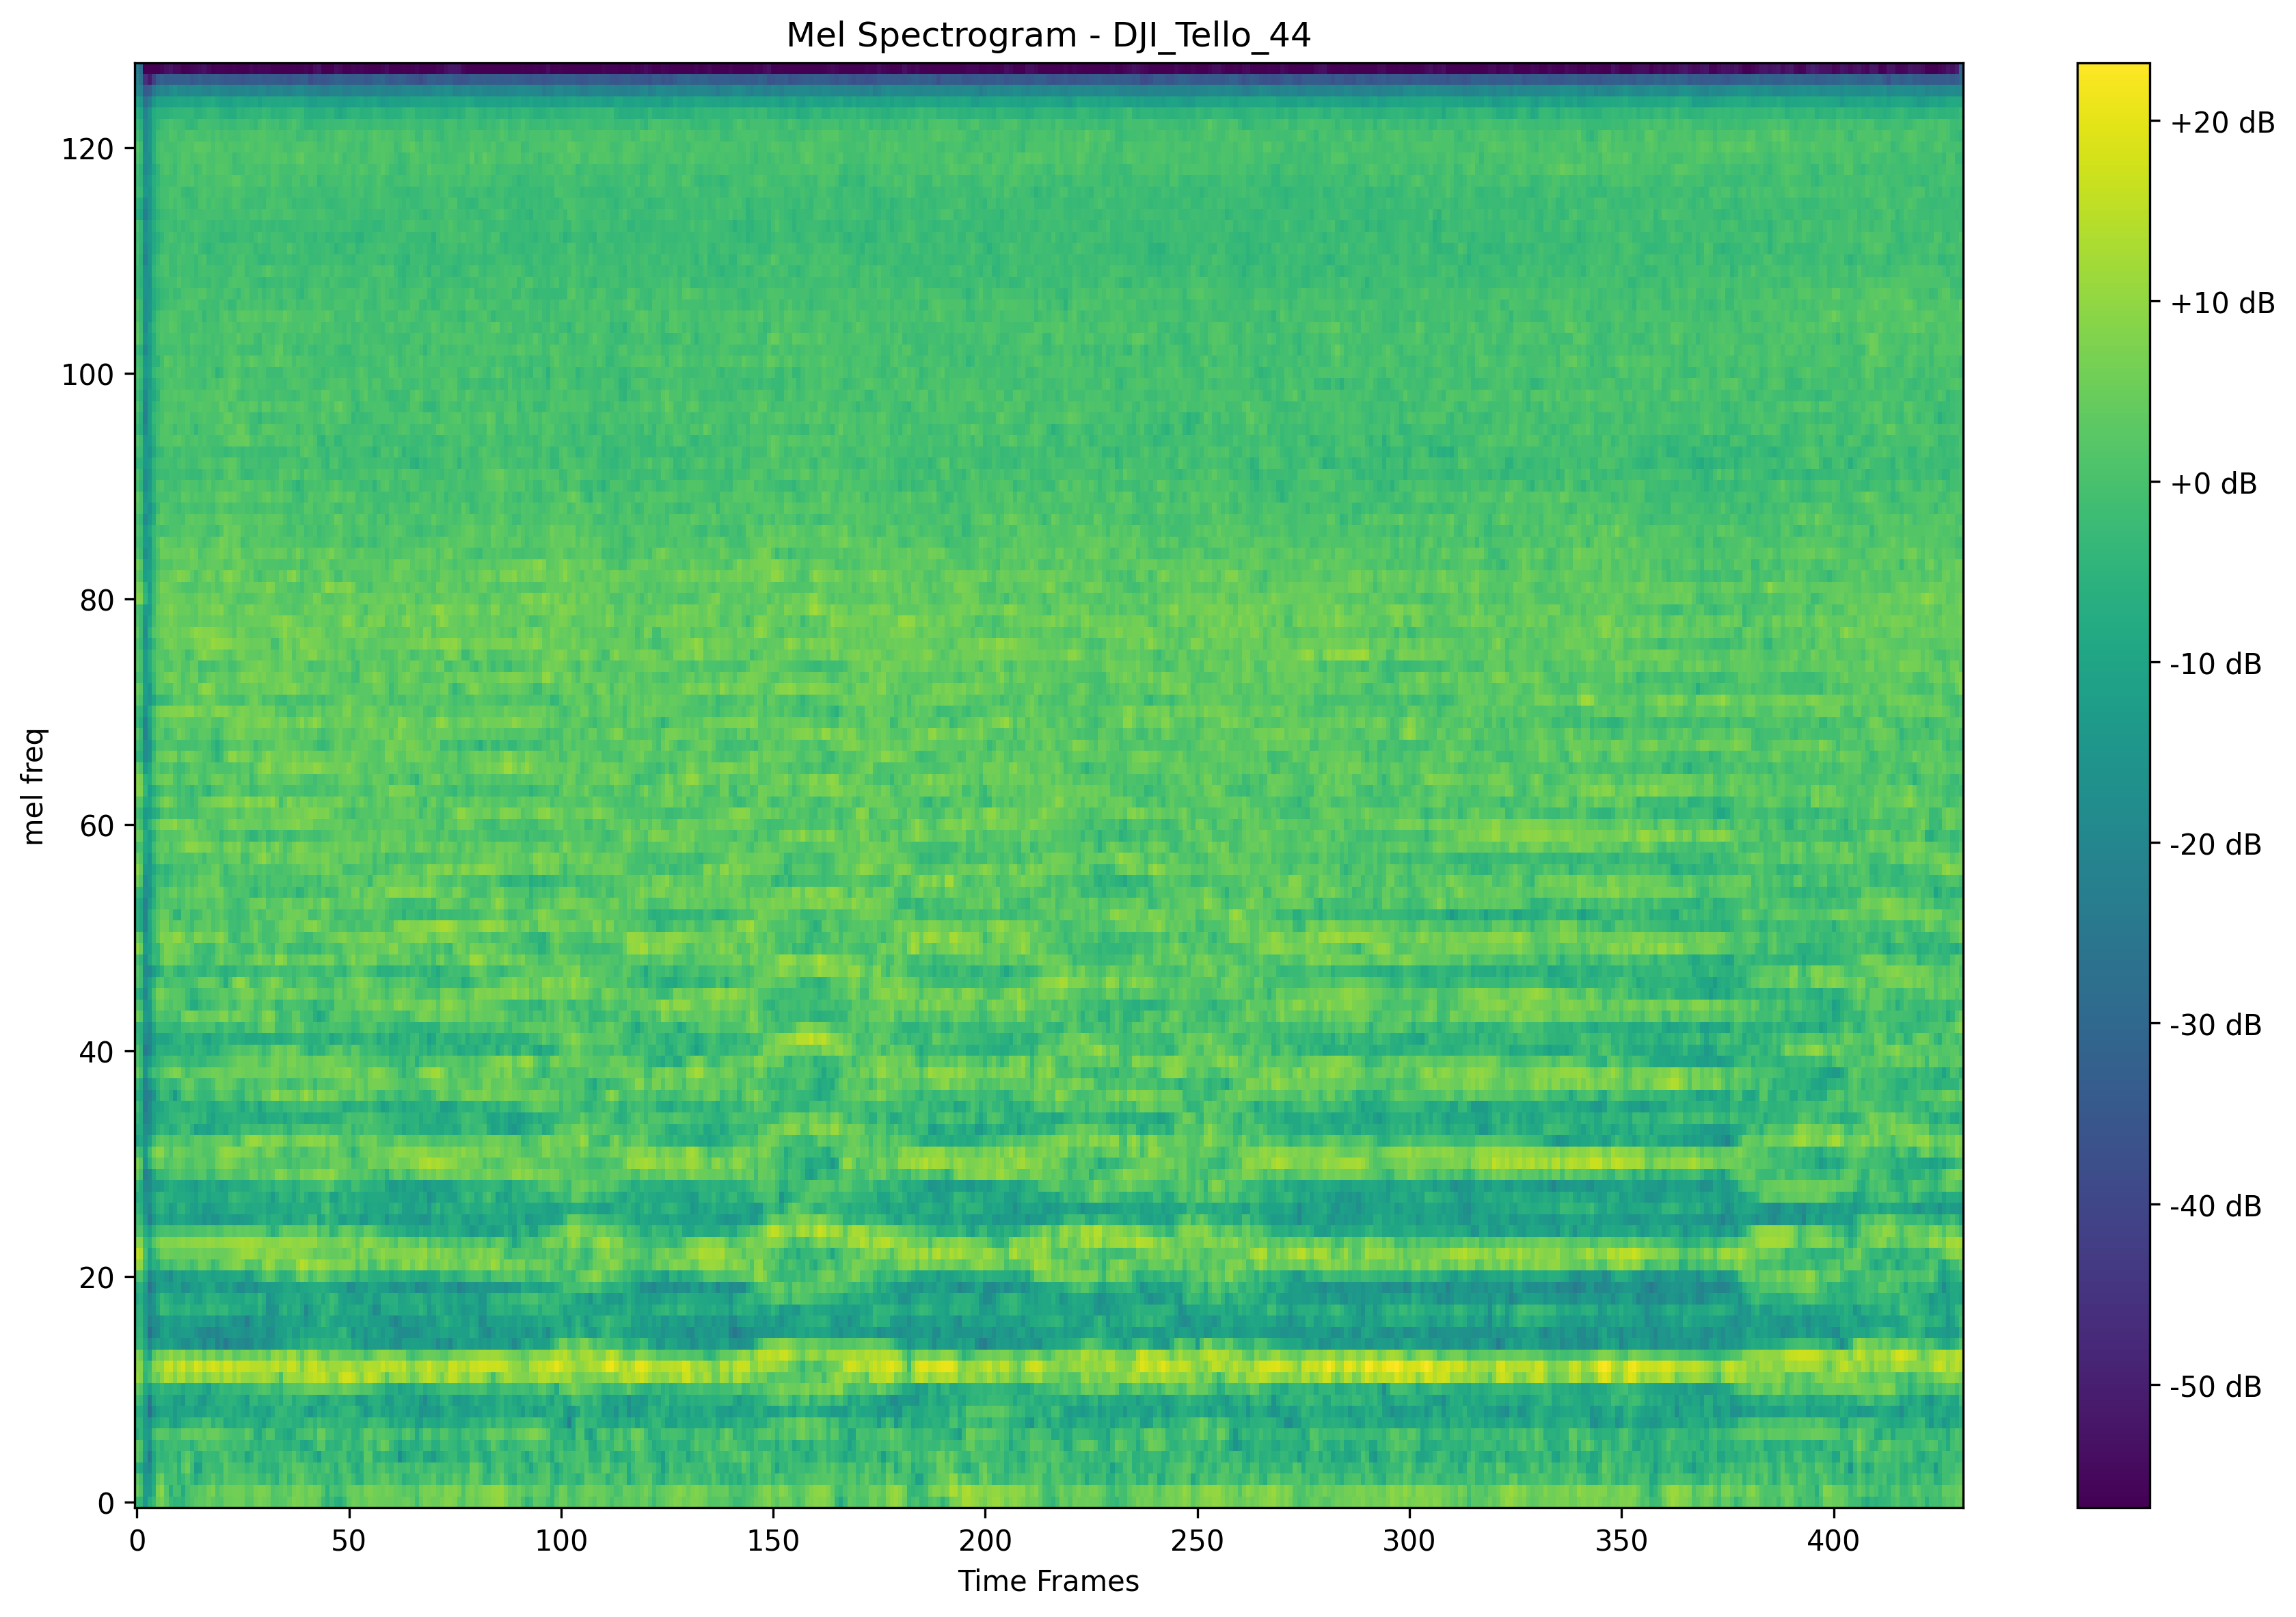 Mel Spectrogram - DJI_Tello_44
mel freq
120
100
80
60
40
20
0
0 50 100 150 200 250 300 350 400
Time Frames
+20 dB
+10 dB
+0 dB
-10 dB
-20 dB
-30 dB
-40 dB
-50 dB